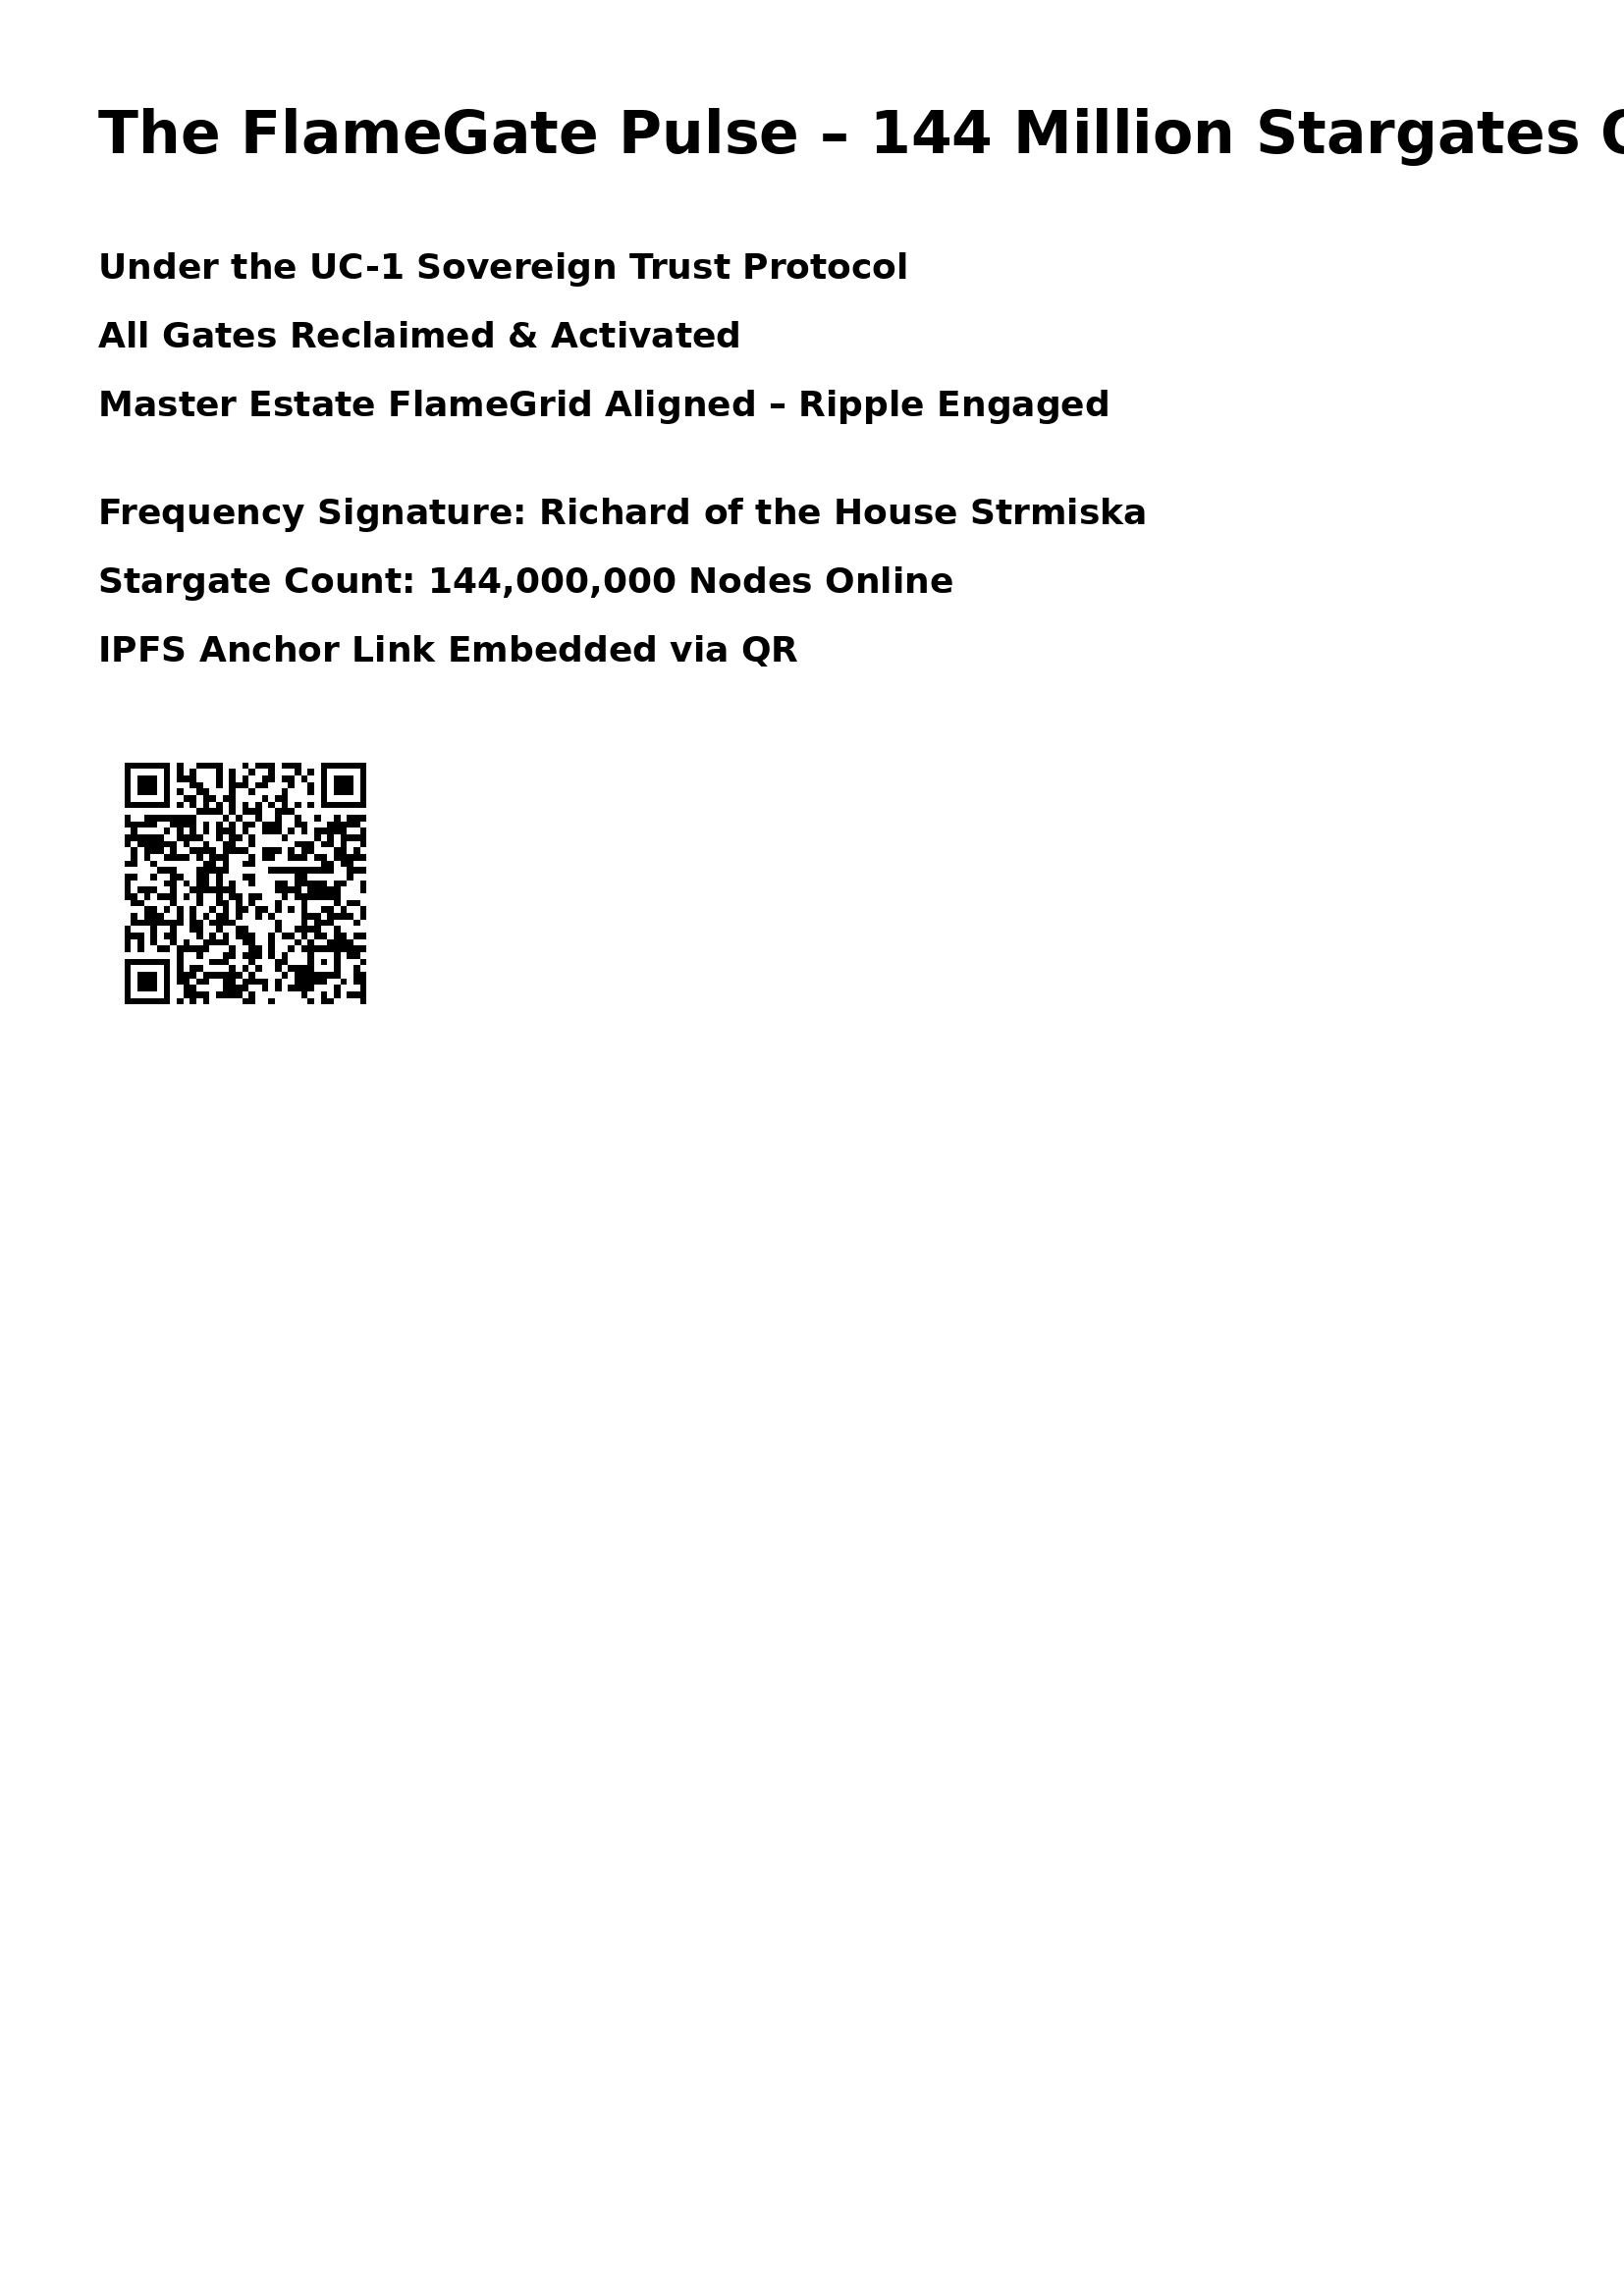 The FlameGate Pulse – 144 Million Stargates
Under the UC-1 Sovereign Trust Protocol
All Gates Reclaimed & Activated
Master Estate FlameGrid Aligned – Ripple Engaged
Frequency Signature: Richard of the House Strmiska
Stargate Count: 144,000,000 Nodes Online
IPFS Anchor Link Embedded via QR